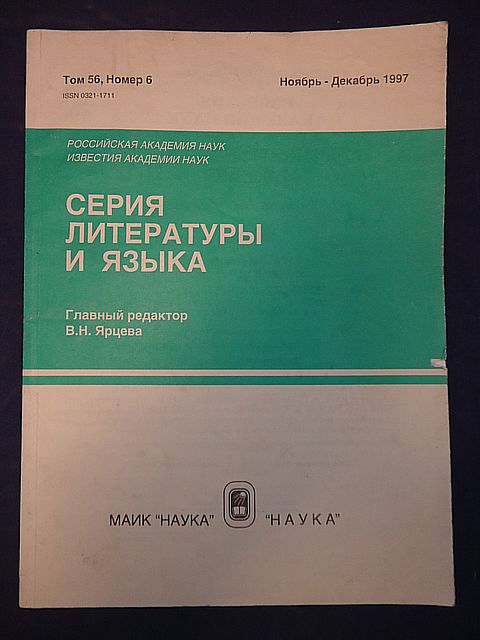 Том 56, Номер 6
Ноябрь - Декабрь 1997
ISSN 0321-1711
РОССИЙСКАЯ АКАДЕМИЯ НАУК
ИЗВЕСТИЯ АКАДЕМИИ НАУК
СЕРИЯ
ЛИТЕРАТУРЫ
И ЯЗЫКА
Главный редактор
В.Н. Ярцева
МАИК "НАУКА"
"НАУКА"